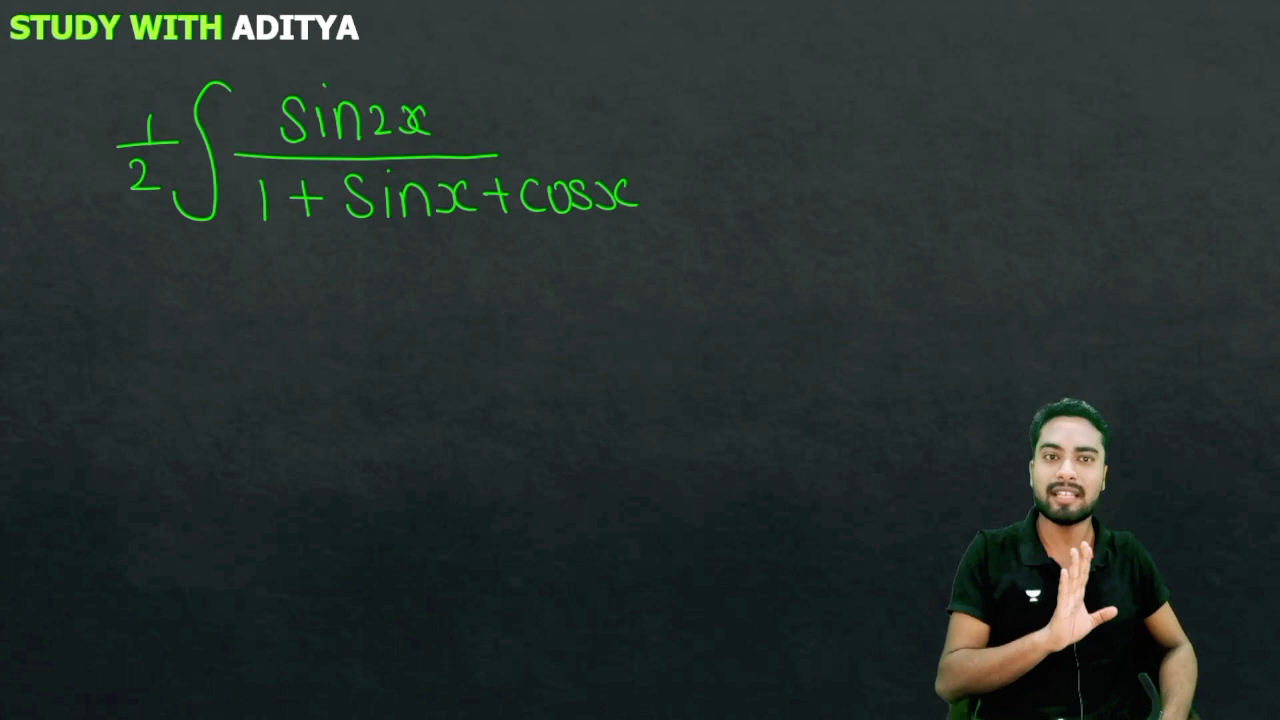 STUDY WITH ADITYA
1/2 ∫ sin2x
1 + sinx + cosx